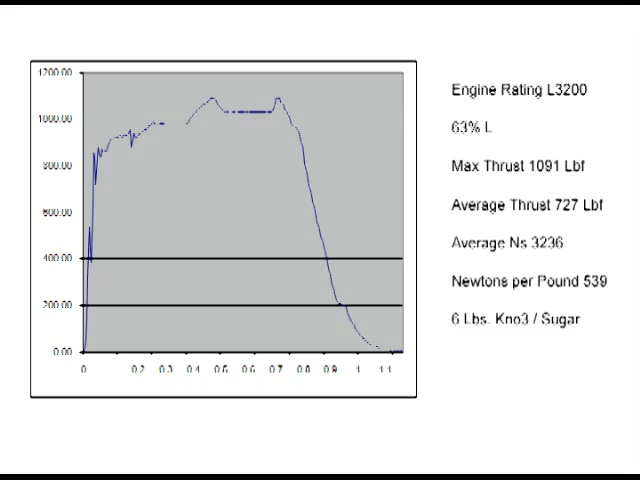 1200.00
1000.00
800.00
600.00
400.00
200.00
0.00
0 0.2 0.3 0.4 0.5 0.6 0.7 0.8 0.9 1 1.1
Engine Rating L3200
63% L
Max Thrust 1091 Lbf
Average Thrust 727 Lbf
Average Ns 3236
Newtons per Pound 539
6 Lbs. Kno3 / Sugar